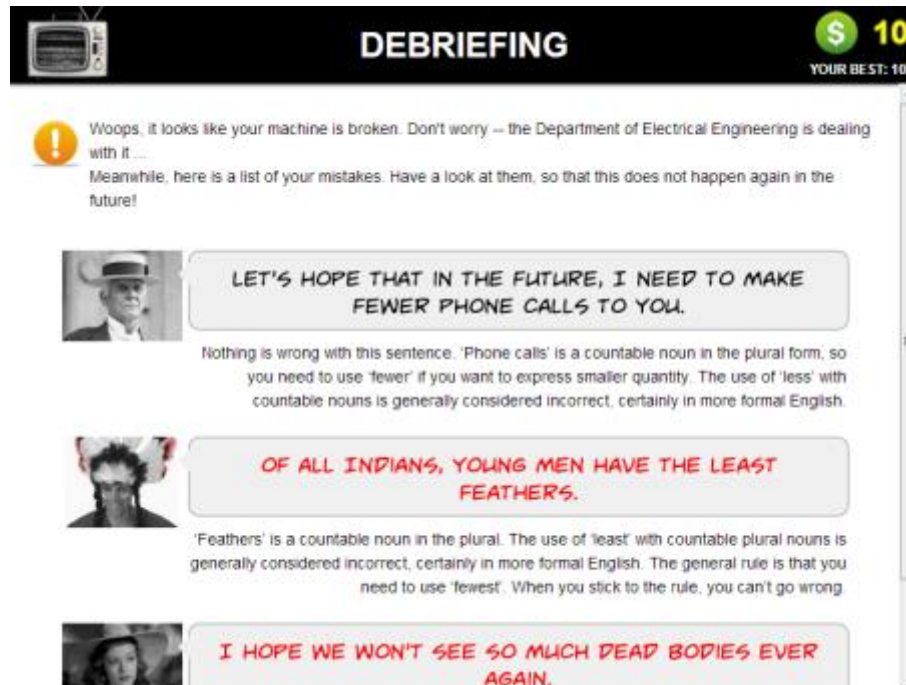 DEBRIEFING
$ 10
YOUR BEST: 10
Woops, it looks like your machine is broken. Don't worry -- the Department of Electrical Engineering is dealing
with it ...
Meanwhile, here is a list of your mistakes. Have a look at them, so that this does not happen again in the
future!
LET'S HOPE THAT IN THE FUTURE, I NEED TO MAKE
FEWER PHONE CALLS TO YOU.
Nothing is wrong with this sentence. 'Phone calls' is a countable noun in the plural form, so
you need to use 'fewer' if you want to express smaller quantity. The use of 'less' with
countable nouns is generally considered incorrect, certainly in more formal English.
OF ALL INDIANS, YOUNG MEN HAVE THE LEAST
FEATHERS.
'Feathers' is a countable noun in the plural. The use of 'least' with countable plural nouns is
generally considered incorrect, certainly in more formal English. The general rule is that you
need to use 'fewest'. When you stick to the rule, you can't go wrong.
I HOPE WE WON'T SEE SO MUCH DEAD BODIES EVER
AGAIN.